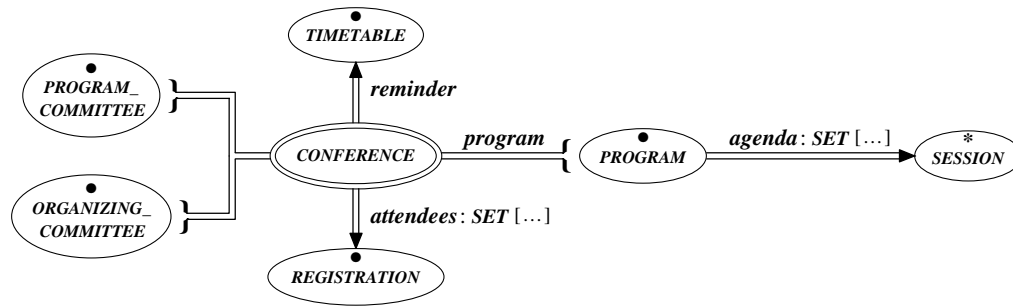 ●
TIMETABLE
●
PROGRAM_
COMMITTEE
reminder
CONFERENCE
program
{
●
PROGRAM
agenda: SET […]
*
SESSION
}
●
ORGANIZING_
COMMITTEE
}
attendees: SET […]
●
REGISTRATION